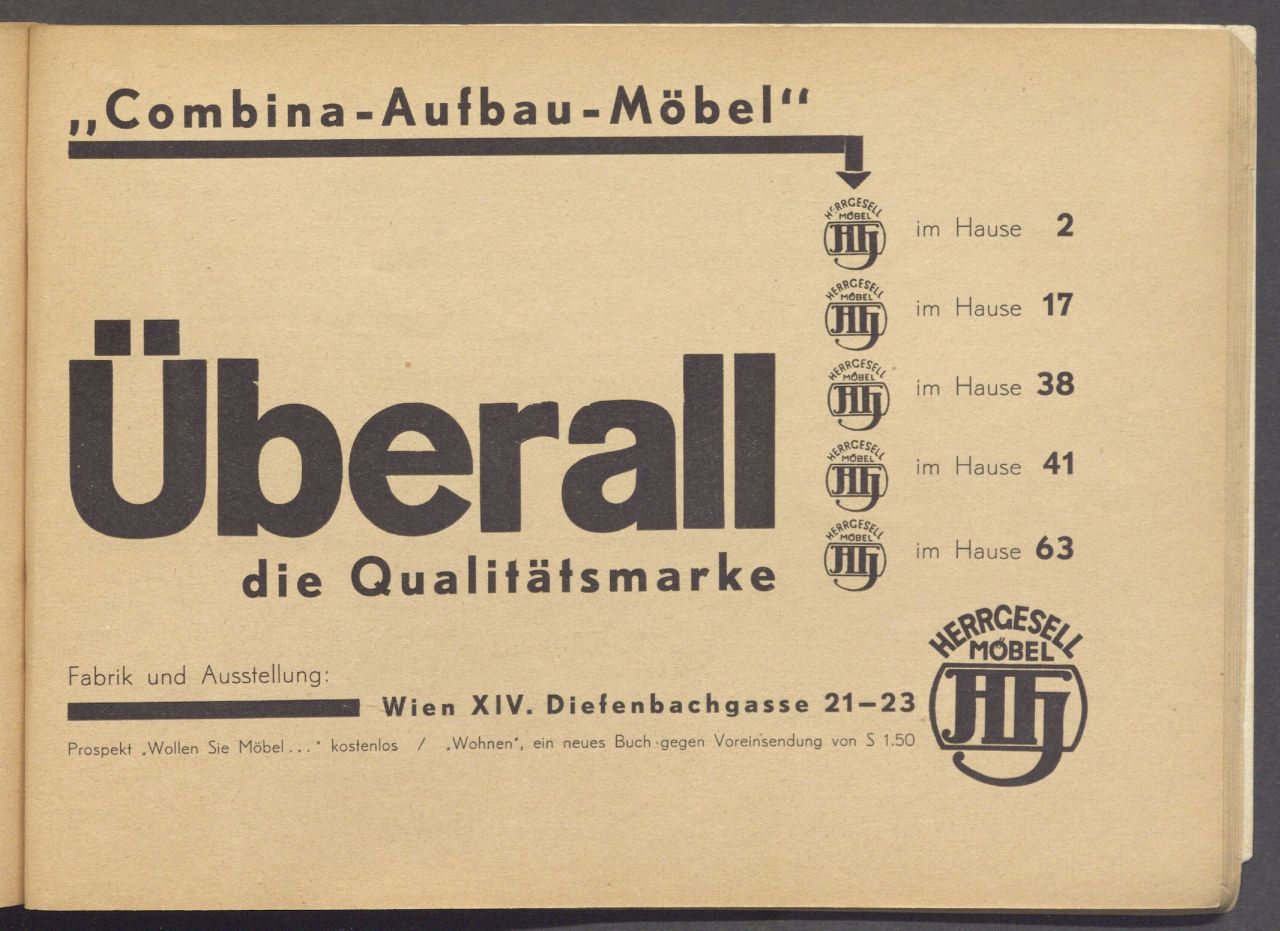 „Combina-Aufbau-Möbel“
HERRGESELL
MÖBEL
im Hause 2
HERRGESELL
MÖBEL
im Hause 17
HERRGESELL
MÖBEL
im Hause 38
HERRGESELL
MÖBEL
im Hause 41
HERRGESELL
MÖBEL
im Hause 63
Überall
die Qualitätsmarke
Fabrik und Ausstellung:
Wien XIV. Diefenbachgasse 21–23
Prospekt „Wollen Sie Möbel ..." kostenlos / „Wohnen", ein neues Buch gegen Voreinsendung von S 1.50
HERRGESELL
MÖBEL